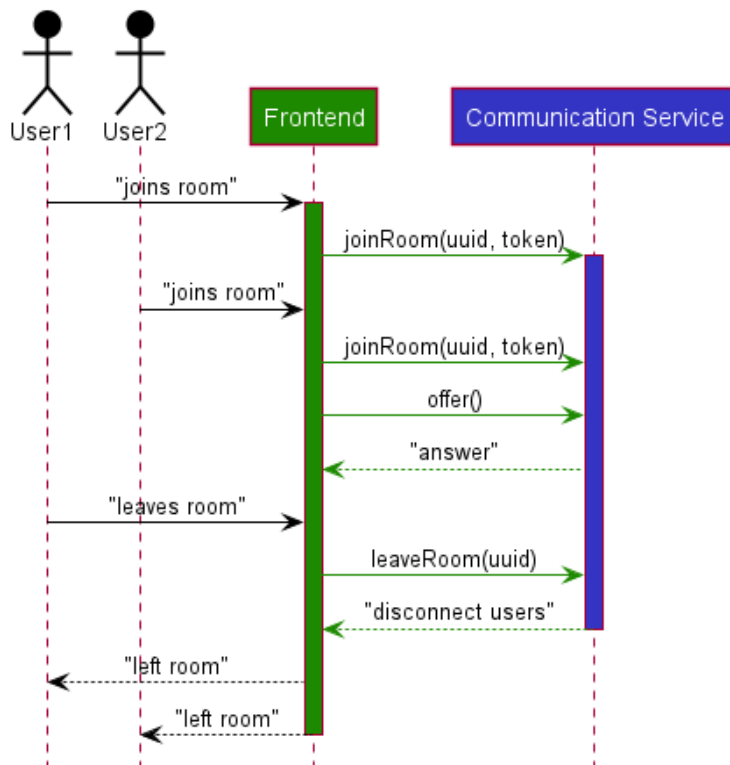 User1
User2
Frontend
Communication Service
"joins room"
joinRoom(uuid, token)
"joins room"
joinRoom(uuid, token)
offer()
"answer"
"leaves room"
leaveRoom(uuid)
"disconnect users"
"left room"
"left room"